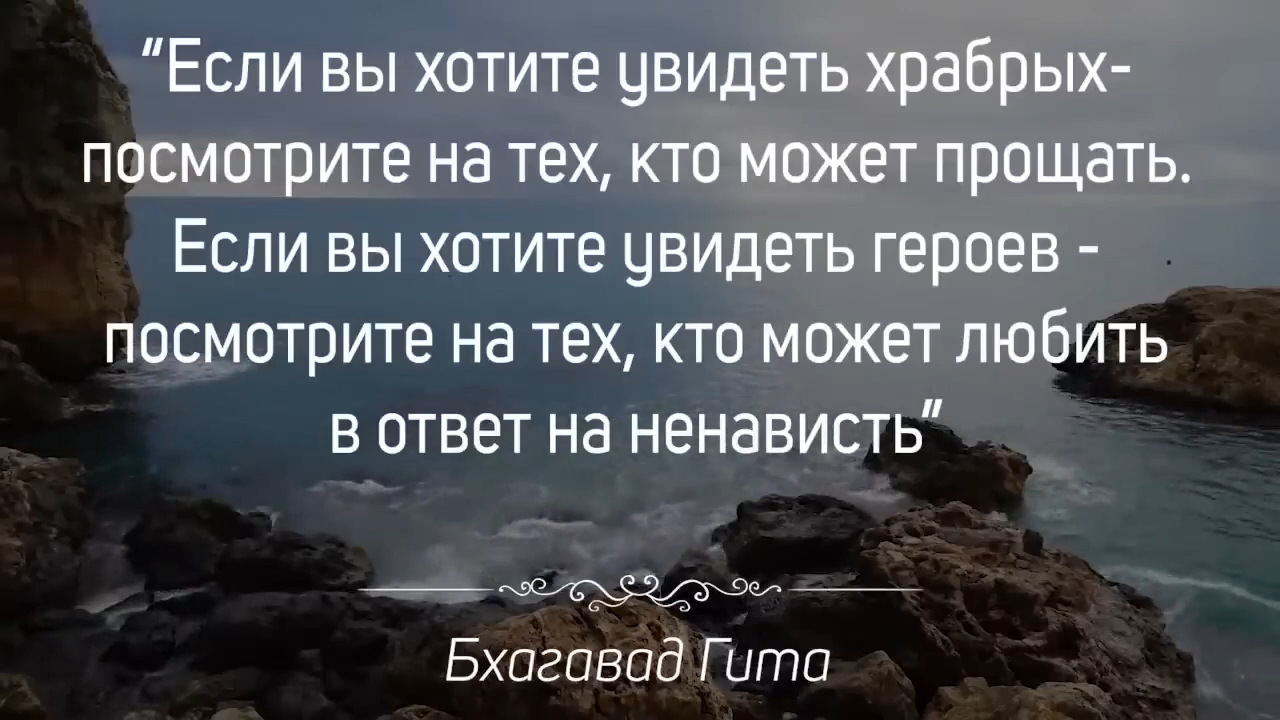 "Если вы хотите увидеть храбрых-
посмотрите на тех, кто может прощать.
Если вы хотите увидеть героев -
посмотрите на тех, кто может любить
в ответ на ненависть"
Бхагавад Гита